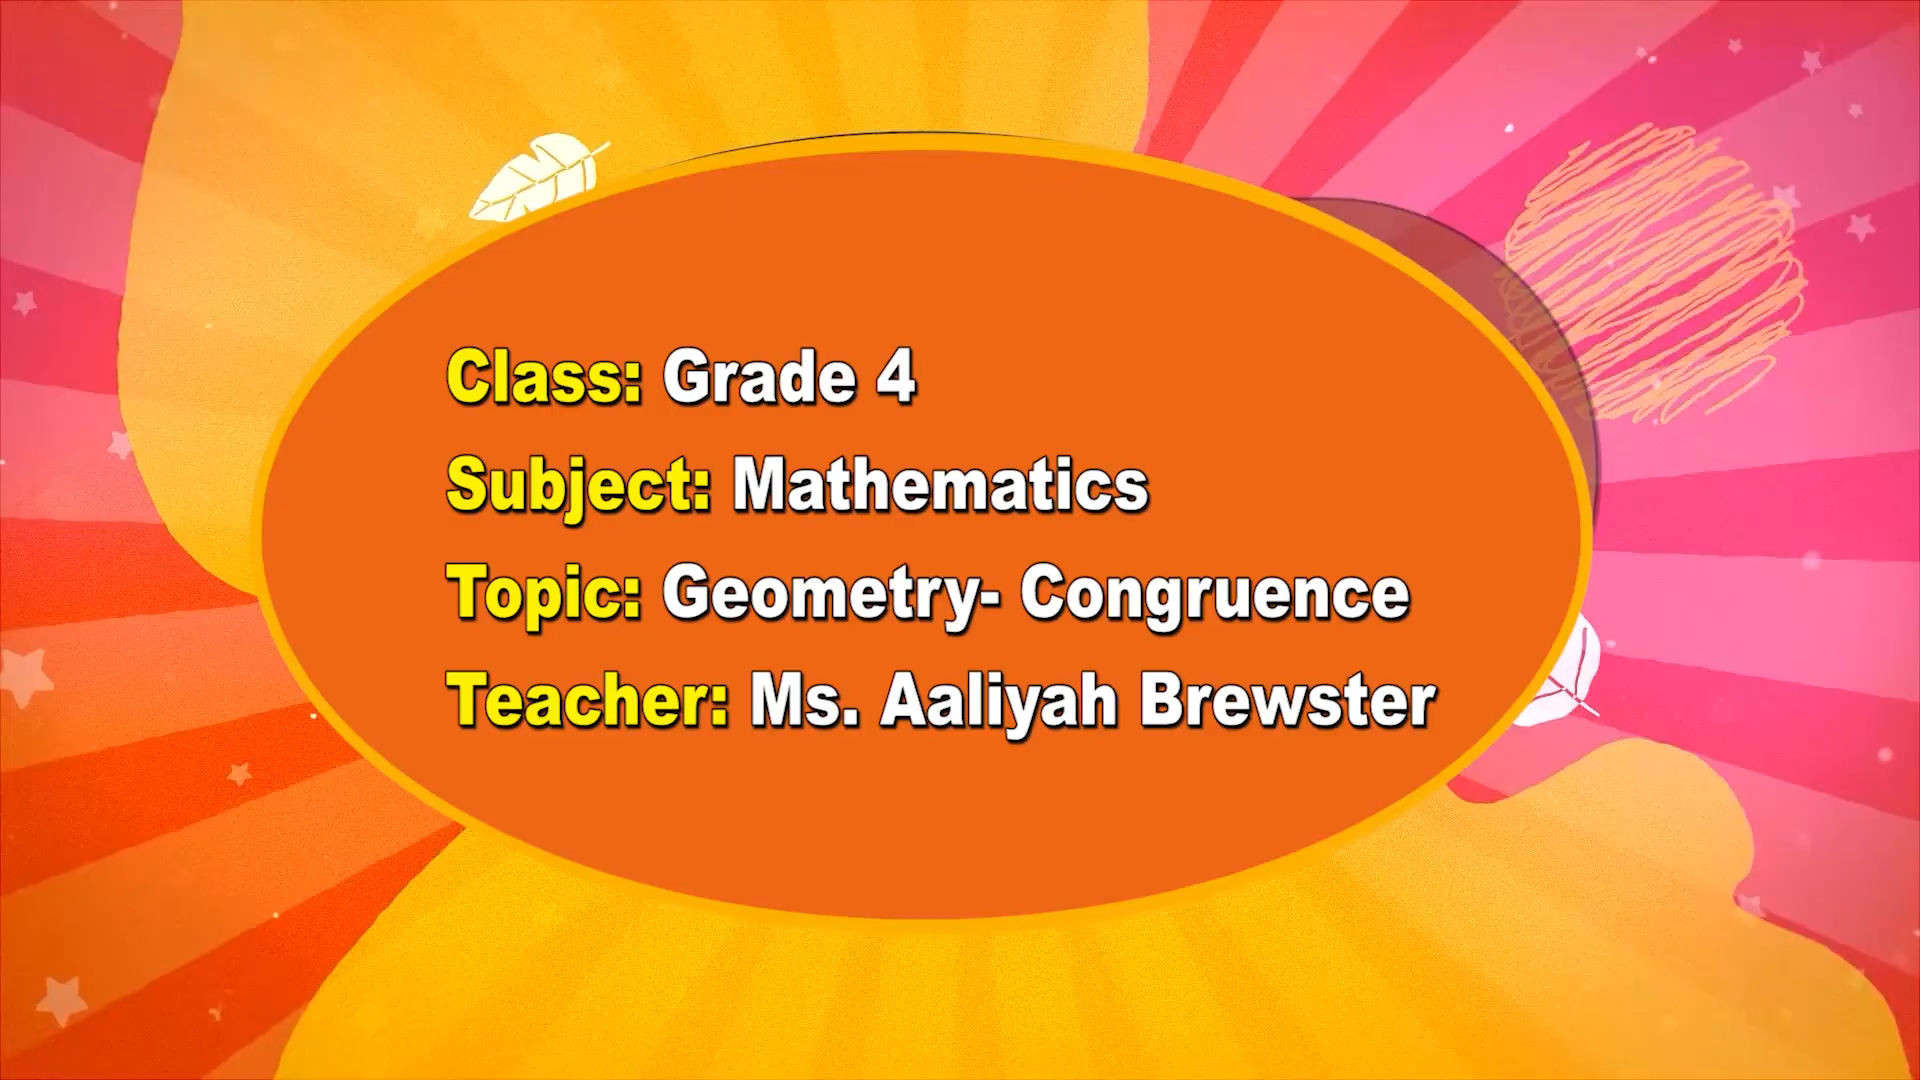 Class: Grade 4
Subject: Mathematics
Topic: Geometry- Congruence
Teacher: Ms. Aaliyah Brewster